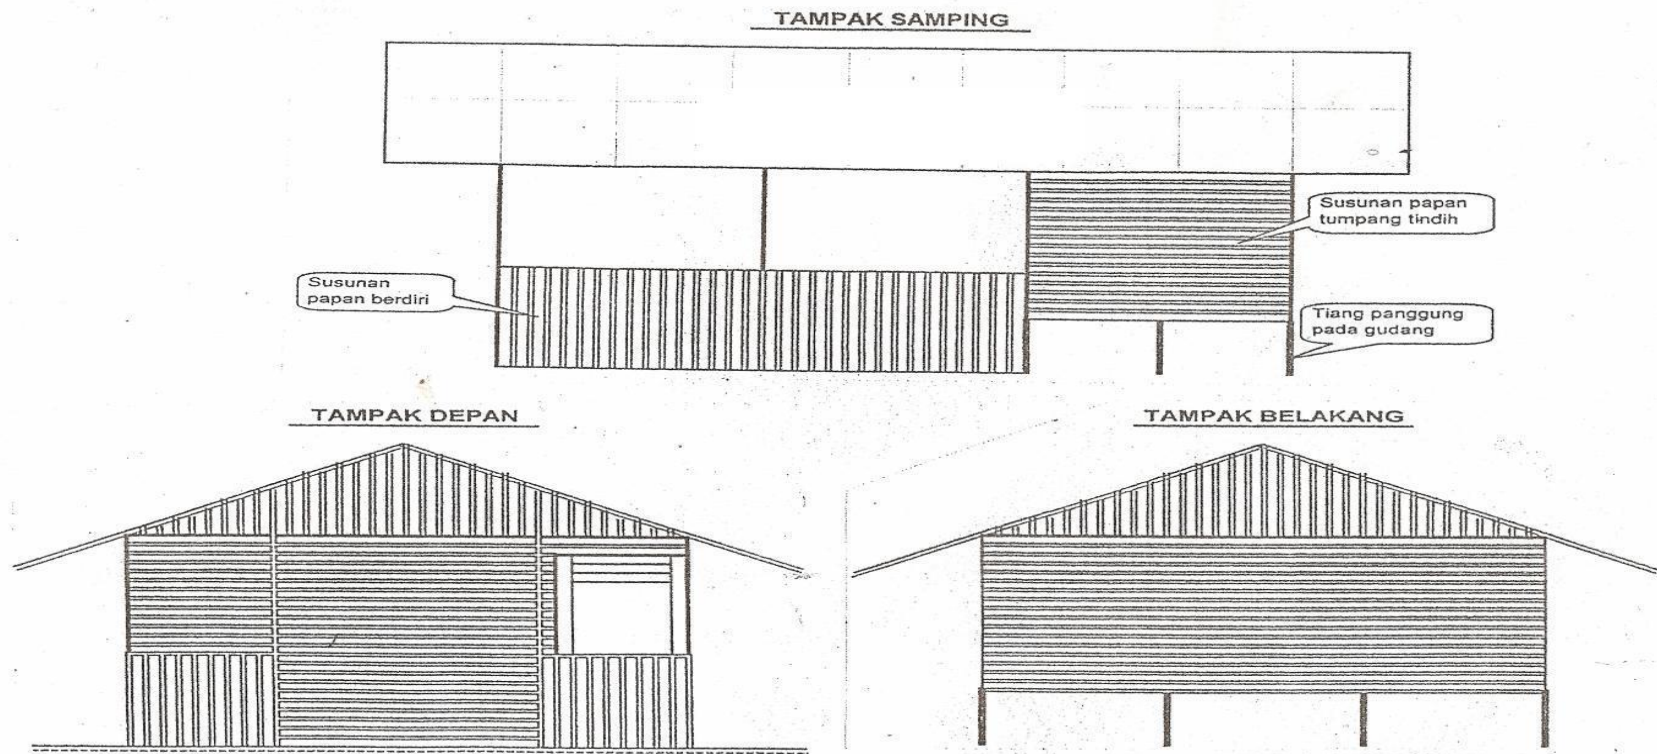 TAMPAK SAMPING
Susunan papan
tumpang tindih
Susunan
papan berdiri
Tiang panggung
pada gudang
TAMPAK DEPAN
TAMPAK BELAKANG